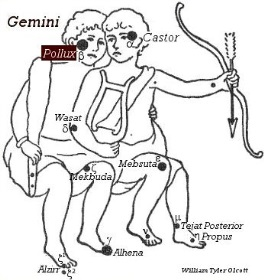 Gemini
Pollux
β
α
Castor
Wasat
δ
Mebsuta
ε
ζ
Mekbuda
γ
Alhena
μ
Tejat Posterior
η
Propus
ν
Alzirr
ξ
William Tyler Olcott